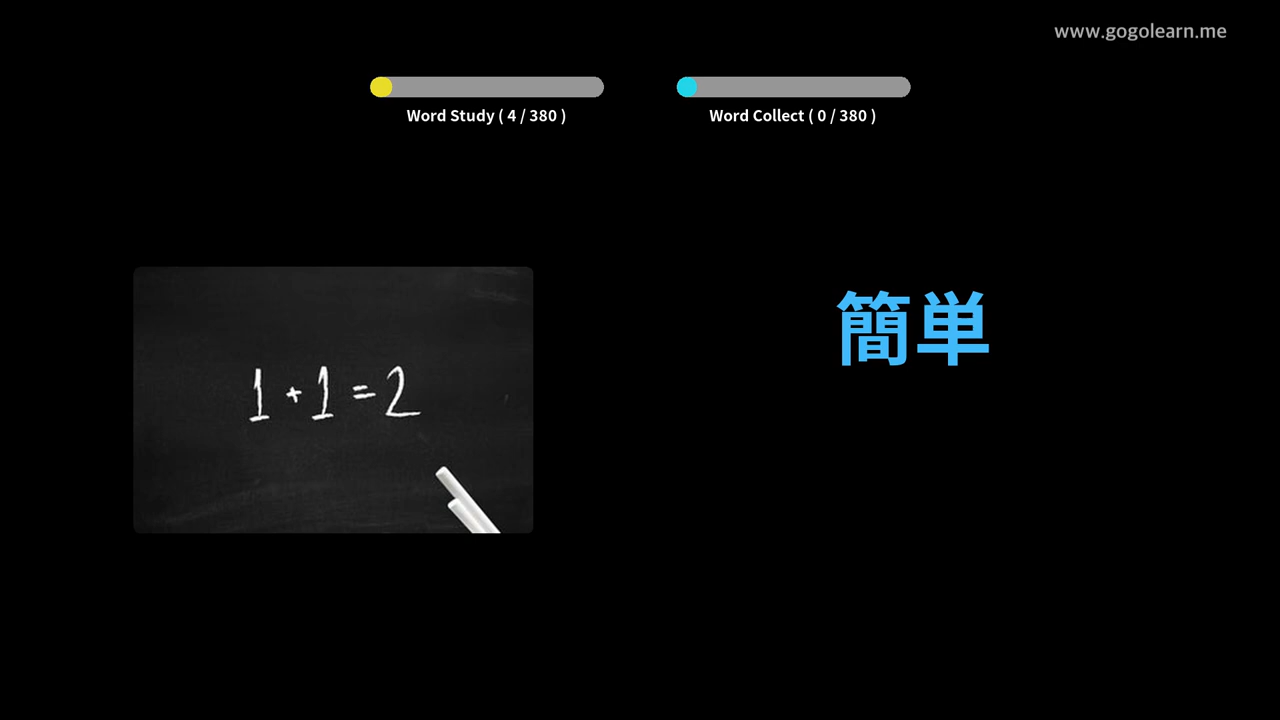 www.gogolearn.me
Word Study ( 4 / 380 )
Word Collect ( 0 / 380 )
1 + 1 = 2
簡単